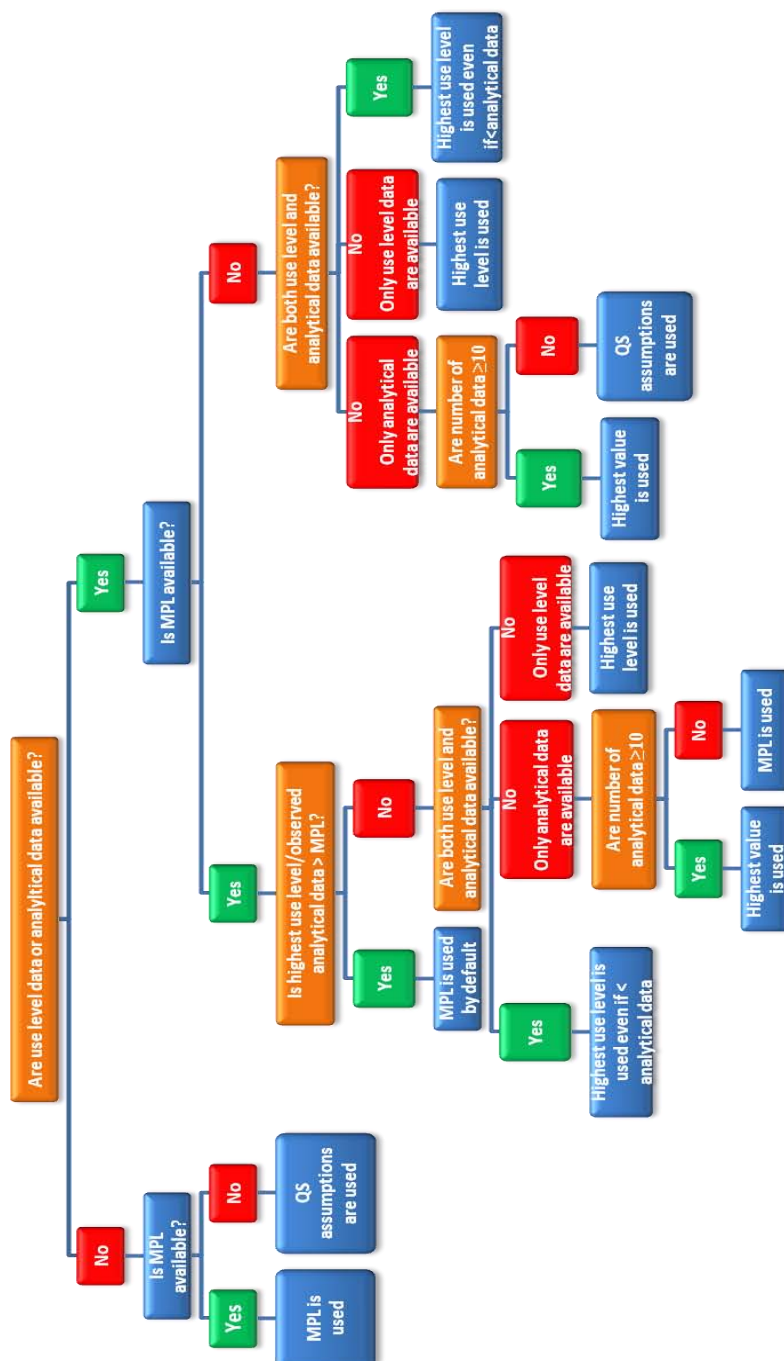 Are use level data or analyltical data available?
No
Yes
Is MPL
available?
Is MPL available?
Yes
No
Yes
No
MPL is
used
QS
assumptions
are used
Is highest use level/observed
analytical data > MPL?
Are both use level and
analytical data available?
Yes
No
No
Only analytical
data are available
No
Only use level data
are available
Yes
MPL is used
by default
Are both use level and
analytical data available?
Are number of
analytical data ≥10
Highest use
level is used
Highest use level
is used even
if<analytical data
Yes
No
Only analytical data
are available
No
Only use level
data are available
Yes
No
Highest use level is
used even if <
analytical data
Are number of
analytical data ≥10
Highest use
level is used
Highest value
is used
QS
assumptions
are used
Yes
No
Highest value
is used
MPL is used